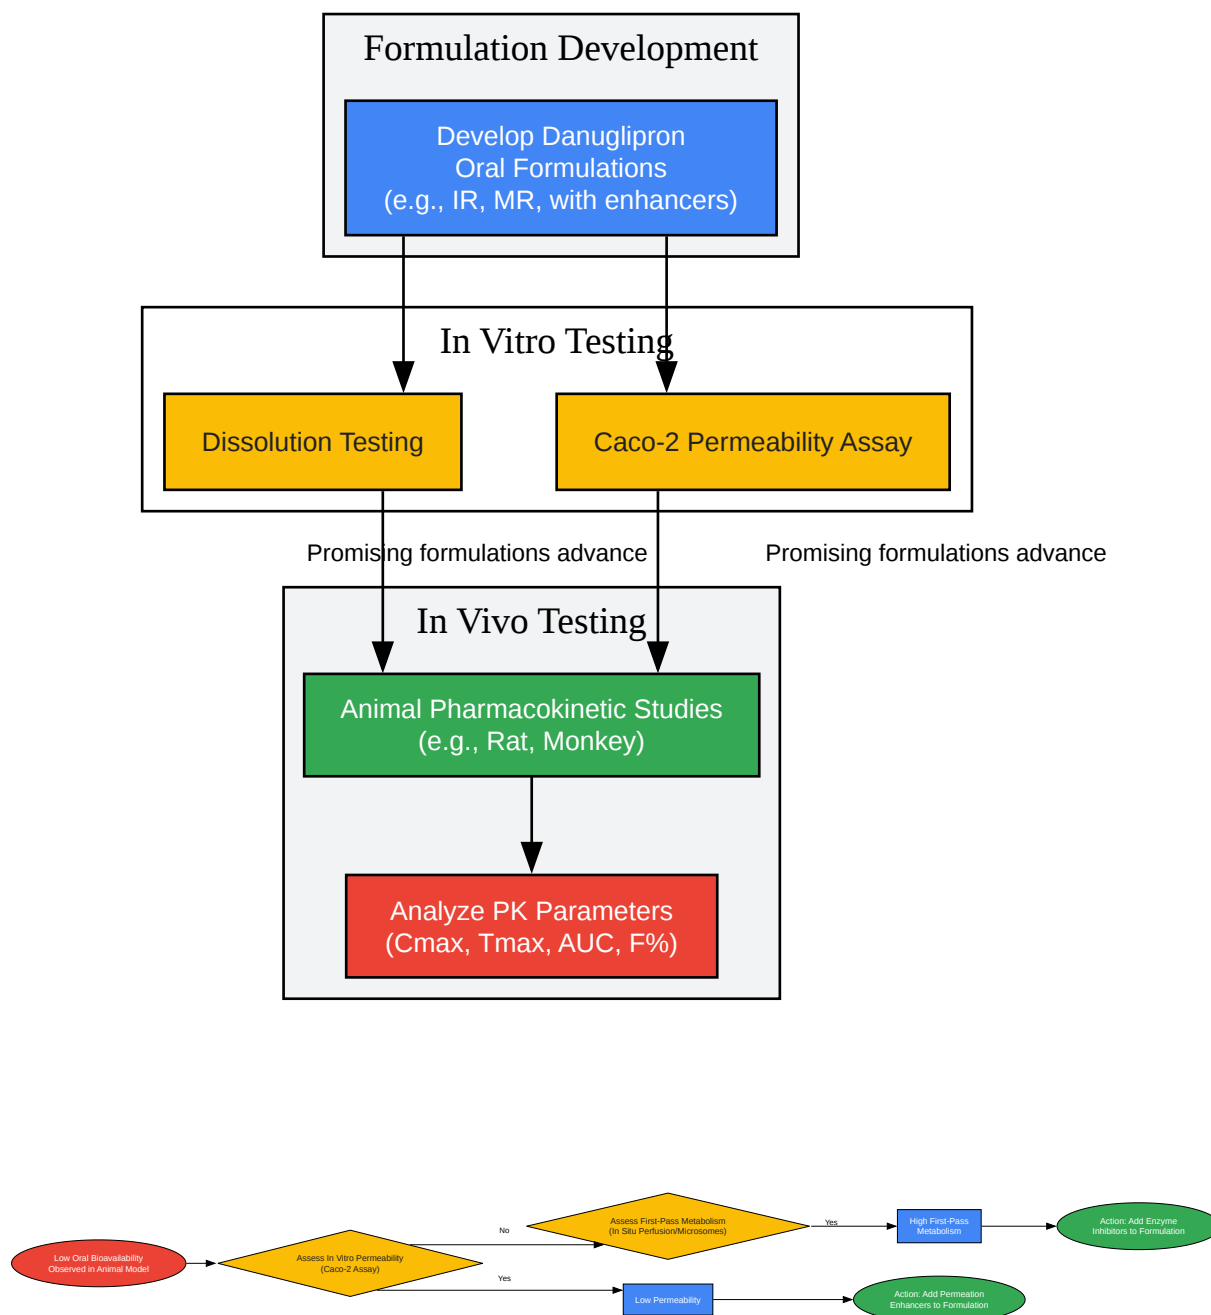 Formulation Development
Develop Danuglipron
Oral Formulations
(e.g., IR, MR, with enhancers)
In Vitro Testing
Dissolution Testing
Caco-2 Permeability Assay
Promising formulations advance
Promising formulations advance
In Vivo Testing
Animal Pharmacokinetic Studies
(e.g., Rat, Monkey)
Analyze PK Parameters
(Cmax, Tmax, AUC, F%)
Low Oral Bioavailability
Observed in Animal Model
Assess In Vitro Permeability
(Caco-2 Assay)
No
Assess First-Pass Metabolism
(In Situ Perfusion/Microsomes)
Yes
High First-Pass
Metabolism
Action: Add Enzyme
Inhibitors to Formulation
Yes
Low Permeability
Action: Add Permeation
Enhancers to Formulation